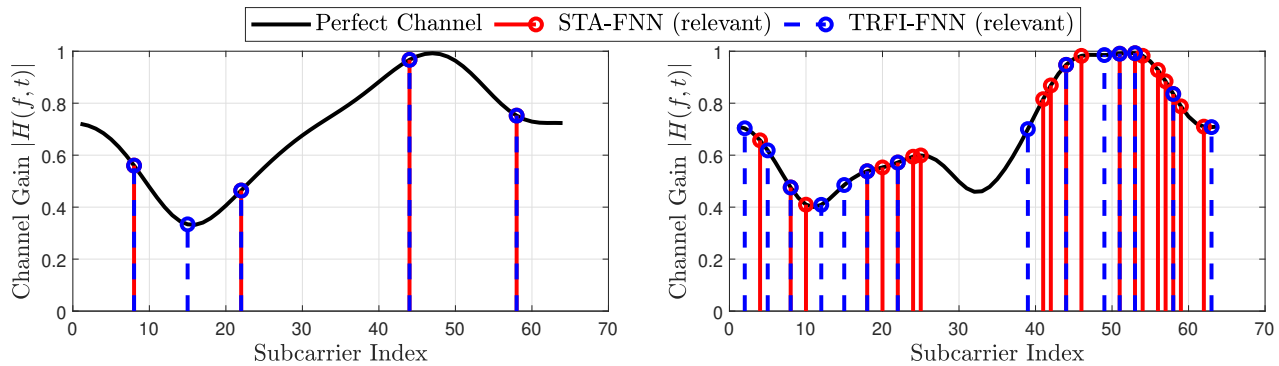 Perfect Channel STA-FNN (relevant) TRFI-FNN (relevant)
Channel Gain |H(f, t)|
1
0.8
0.6
0.4
0.2
0
0 10 20 30 40 50 60 70
Subcarrier Index
Channel Gain |H(f, t)|
1
0.8
0.6
0.4
0.2
0
0 10 20 30 40 50 60 70
Subcarrier Index